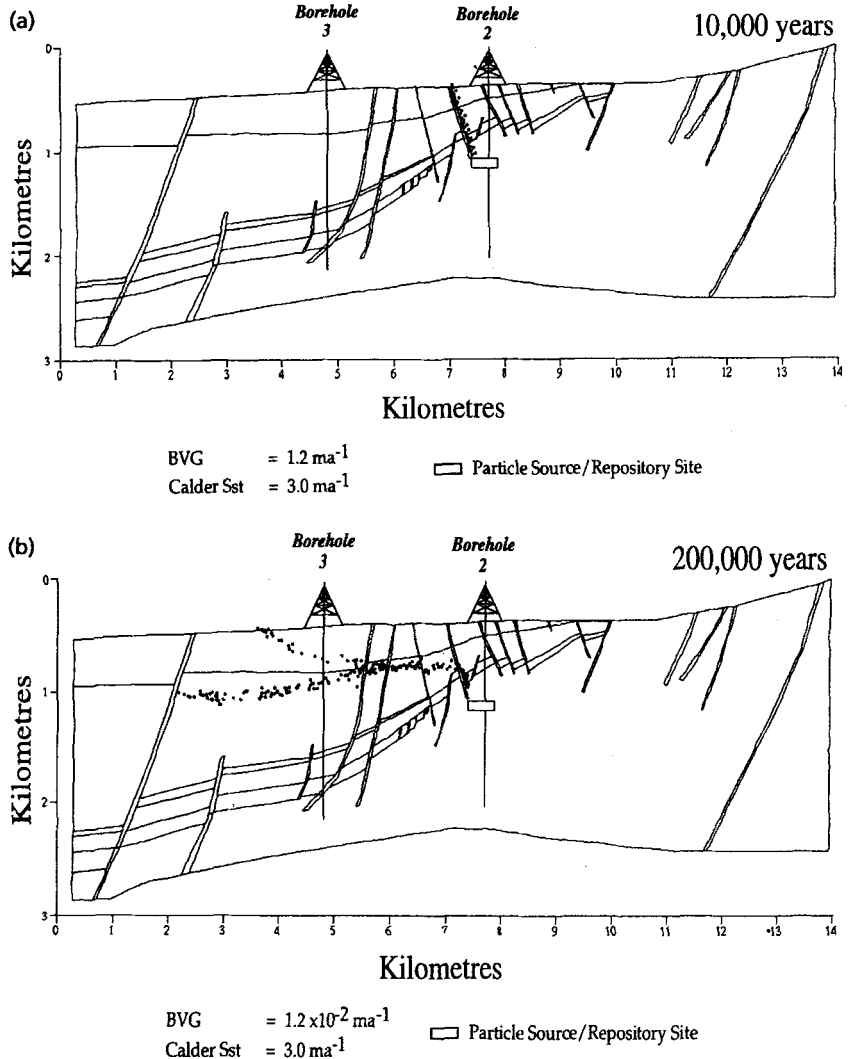 (a)
Borehole
3
Borehole
2
10,000 years
0
1
2
3
Kilometres
0 1 2 3 4 5 6 7 8 9 10 11 12 13 14
Kilometres
BVG = 1.2 ma⁻¹
Calder Sst = 3.0 ma⁻¹
Particle Source/Repository Site
(b)
Borehole
3
Borehole
2
200,000 years
0
1
2
3
Kilometres
0 1 2 3 4 5 6 7 8 9 10 11 12 13 14
Kilometres
BVG = 1.2 x10⁻² ma⁻¹
Calder Sst = 3.0 ma⁻¹
Particle Source/Repository Site